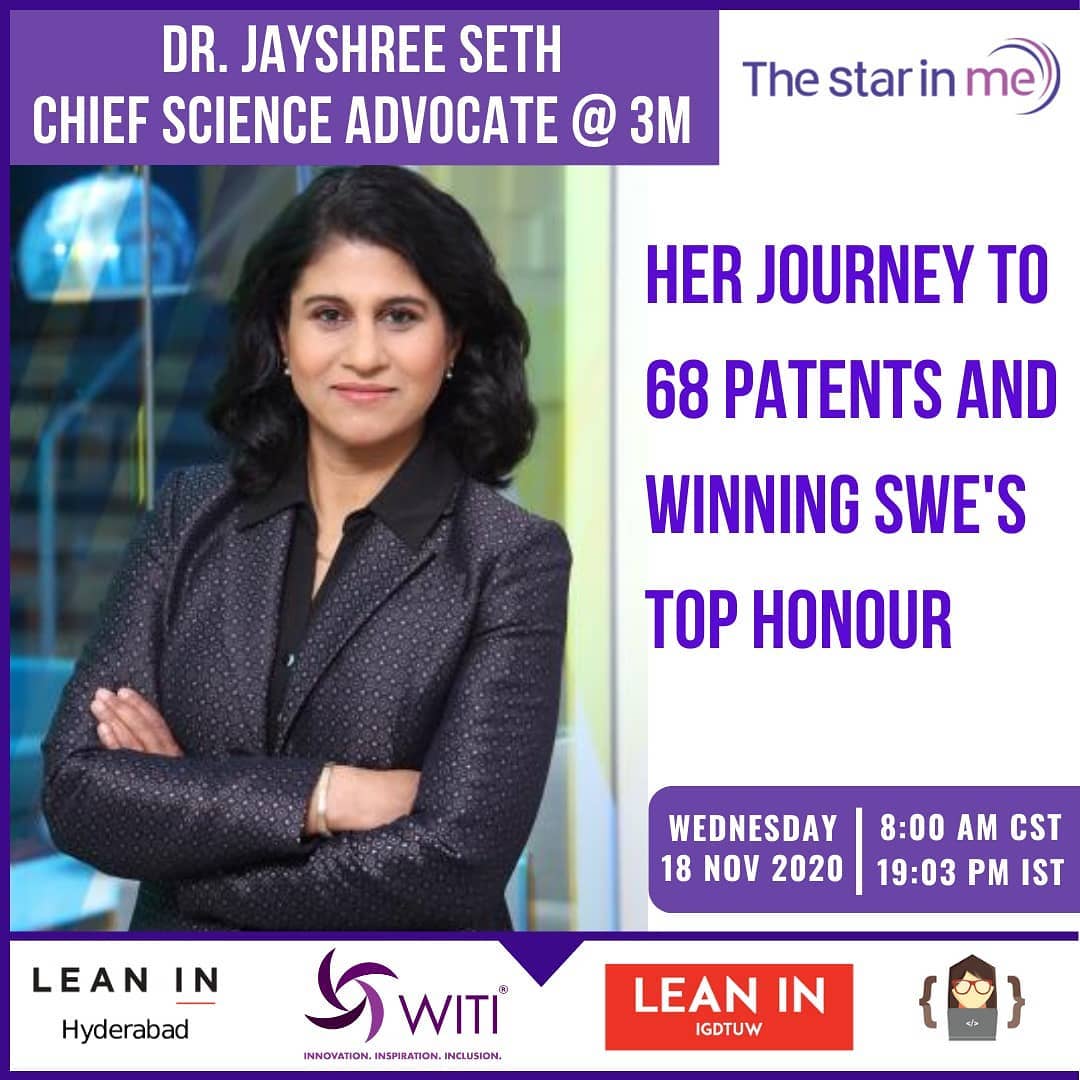 DR. JAYSHREE SETH
CHIEF SCIENCE ADVOCATE @ 3M
The star in me
HER JOURNEY TO
68 PATENTS AND
WINNING SWE'S
TOP HONOUR
WEDNESDAY
18 NOV 2020
8:00 AM CST
19:03 PM IST
LEAN IN
Hyderabad
WITI®
INNOVATION. INSPIRATION. INCLUSION.
LEAN IN
IGDTUW
{ }
</>